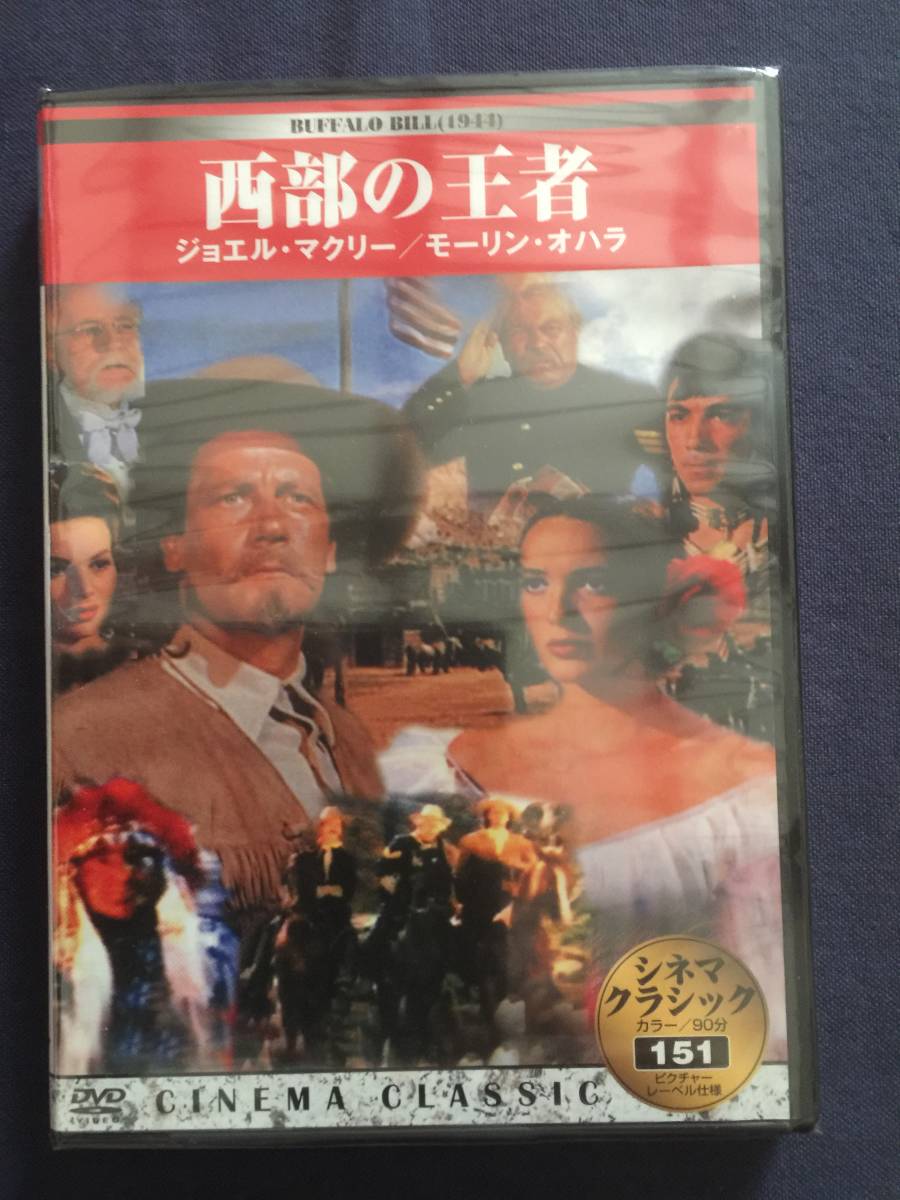 BUFFALO BILL(1944)
西部の王者
ジョエル・マクリー／モーリン・オハラ
シネマ
クラシック
カラー／90分
151
ピクチャー
レーベル仕様
DVD
VIDEO
CINEMA CLASSIC